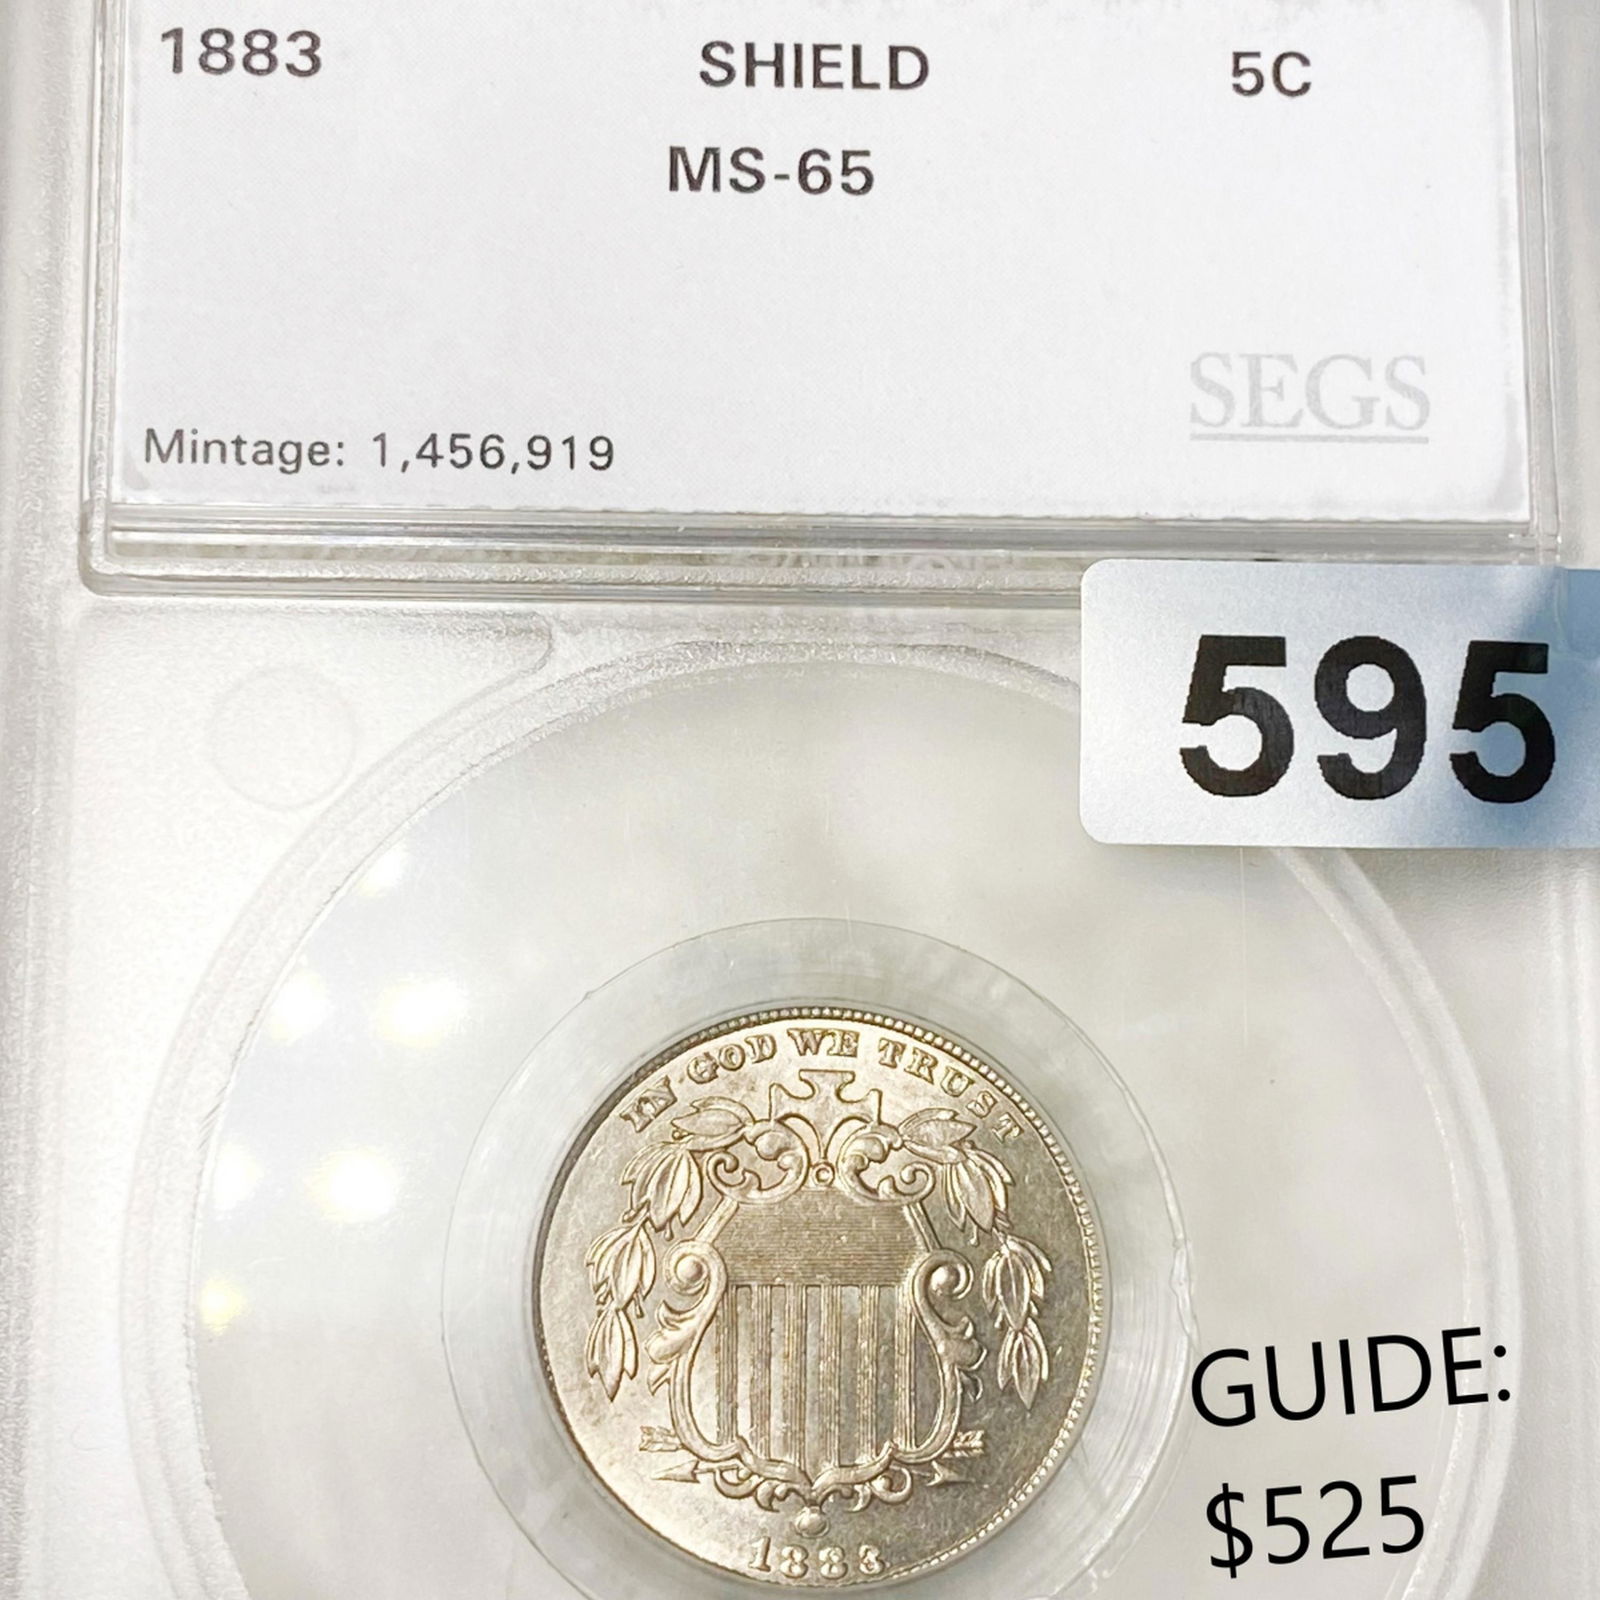 1883 SHIELD 5C
MS-65
SEGS
Mintage: 1,456,919
595
IN GOD WE TRUST
1883
GUIDE:
$525